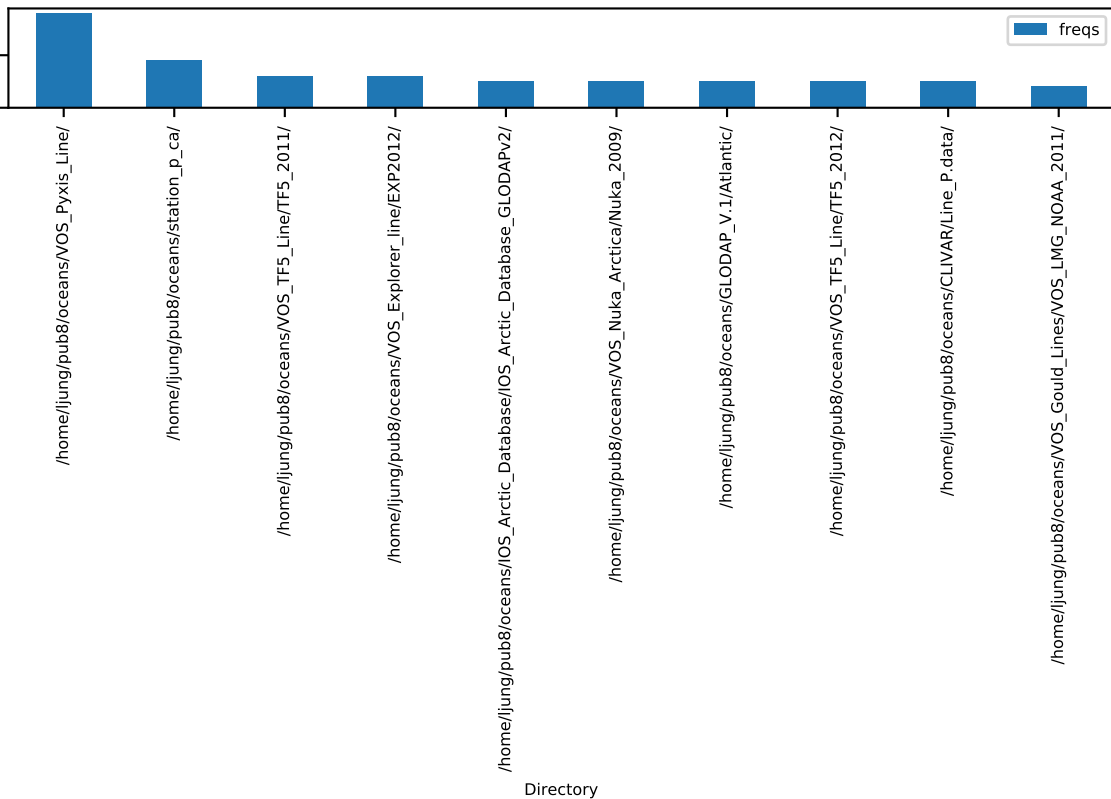 freqs
/home/ljung/pub8/oceans/VOS_Pyxis_Line/
/home/ljung/pub8/oceans/station_p_ca/
/home/ljung/pub8/oceans/VOS_TF5_Line/TF5_2011/
/home/ljung/pub8/oceans/VOS_Explorer_line/EXP2012/
/home/ljung/pub8/oceans/IOS_Arctic_Database/IOS_Arctic_Database_GLODAPv2/
/home/ljung/pub8/oceans/VOS_Nuka_Arctica/Nuka_2009/
/home/ljung/pub8/oceans/GLODAP_V.1/Atlantic/
/home/ljung/pub8/oceans/VOS_TF5_Line/TF5_2012/
/home/ljung/pub8/oceans/CLIVAR/Line_P.data/
/home/ljung/pub8/oceans/VOS_Gould_Lines/VOS_LMG_NOAA_2011/
Directory